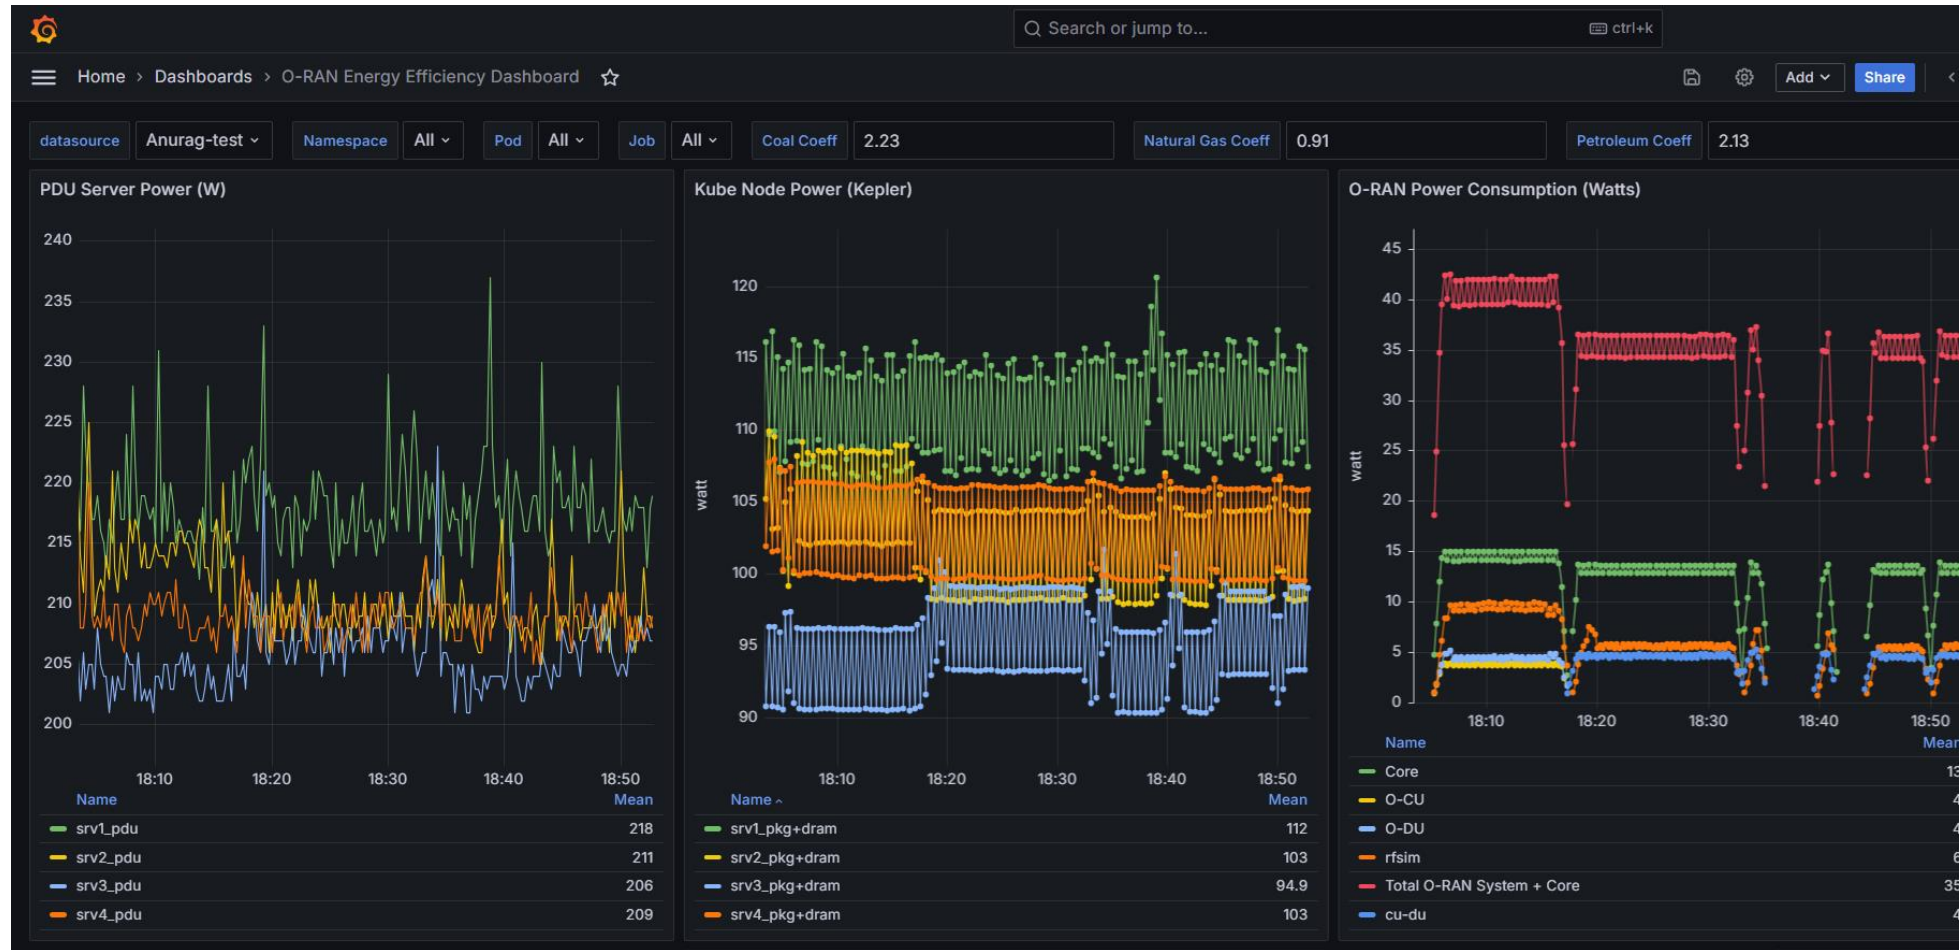 Search or jump to...
ctrl+k
Home › Dashboards › O-RAN Energy Efficiency Dashboard
Add
Share
datasource Anurag-test Namespace All Pod All Job All Coal Coeff 2.23 Natural Gas Coeff 0.91 Petroleum Coeff 2.13
PDU Server Power (W)
240
235
230
225
220
215
210
205
200
18:10 18:20 18:30 18:40 18:50
Name Mean
srv1_pdu 218
srv2_pdu 211
srv3_pdu 206
srv4_pdu 209
Kube Node Power (Kepler)
watt
120
115
110
105
100
95
90
18:10 18:20 18:30 18:40 18:50
Name Mean
srv1_pkg+dram 112
srv2_pkg+dram 103
srv3_pkg+dram 94.9
srv4_pkg+dram 103
O-RAN Power Consumption (Watts)
watt
45
40
35
30
25
20
15
10
5
0
18:10 18:20 18:30 18:40 18:50
Name
Core
O-CU
O-DU
rfsim
Total O-RAN System + Core
cu-du